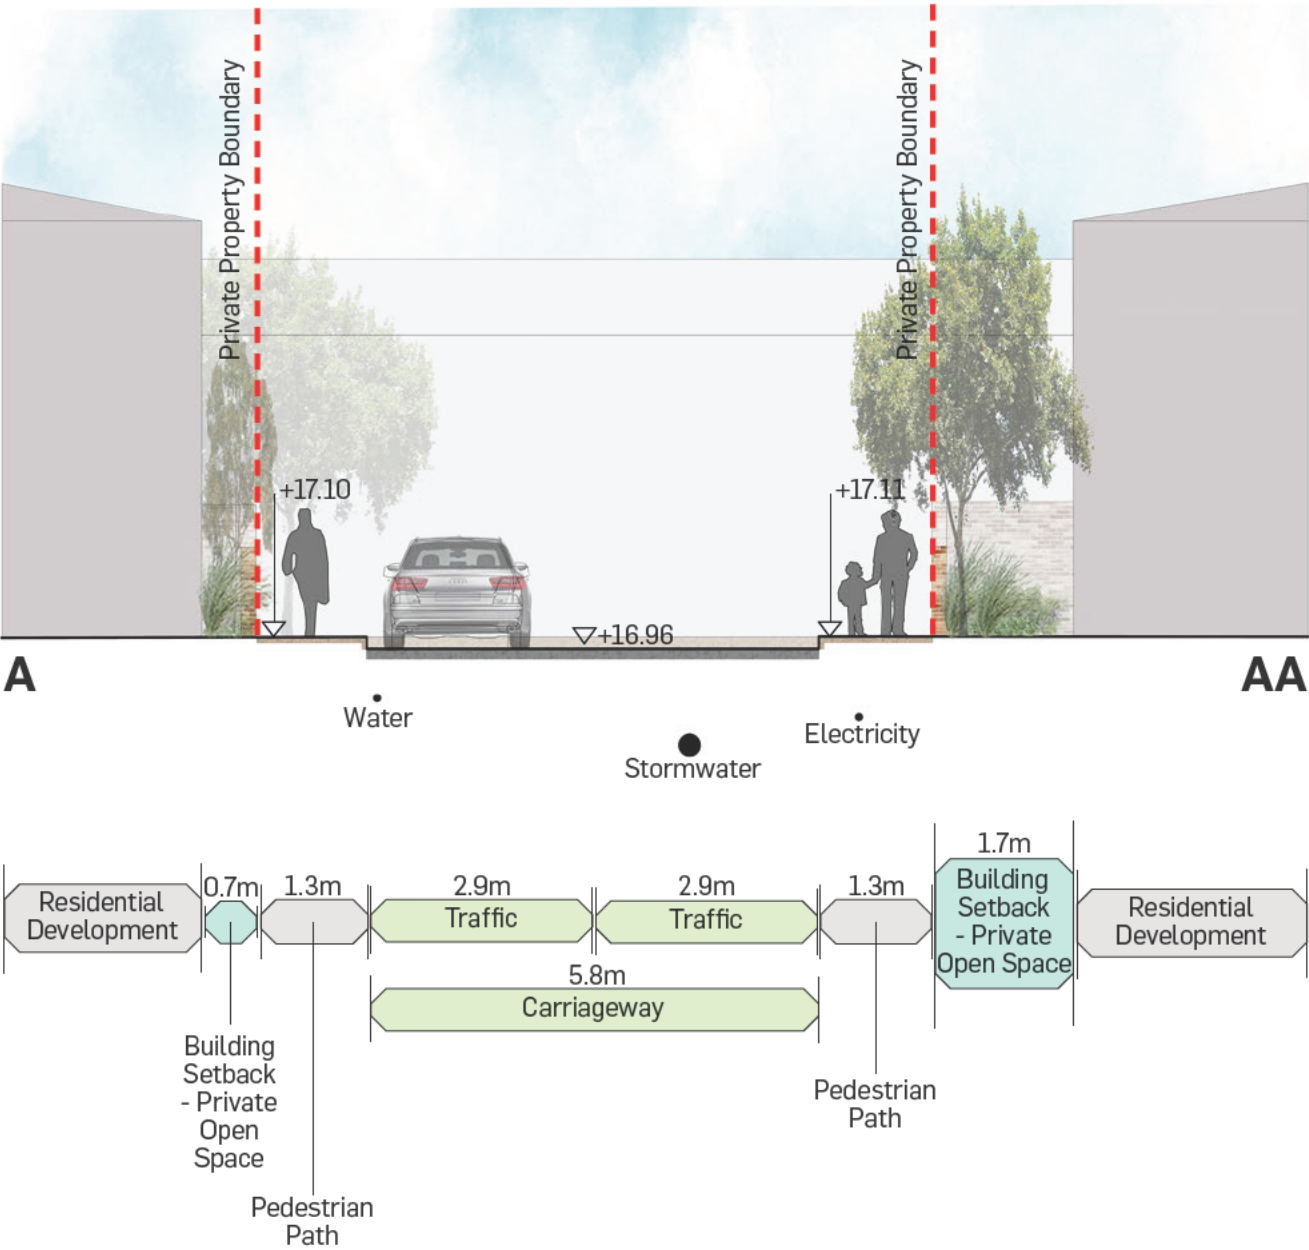 Private Property Boundary
Private Property Boundary
+17.10
+17.11
+16.96
A
AA
Water
Electricity
Stormwater
1.7m
0.7m
1.3m
2.9m
2.9m
1.3m
Residential
Development
Traffic
Traffic
Building
Setback
- Private
Open Space
Residential
Development
5.8m
Carriageway
Building
Setback
- Private
Open
Space
Pedestrian
Path
Pedestrian
Path